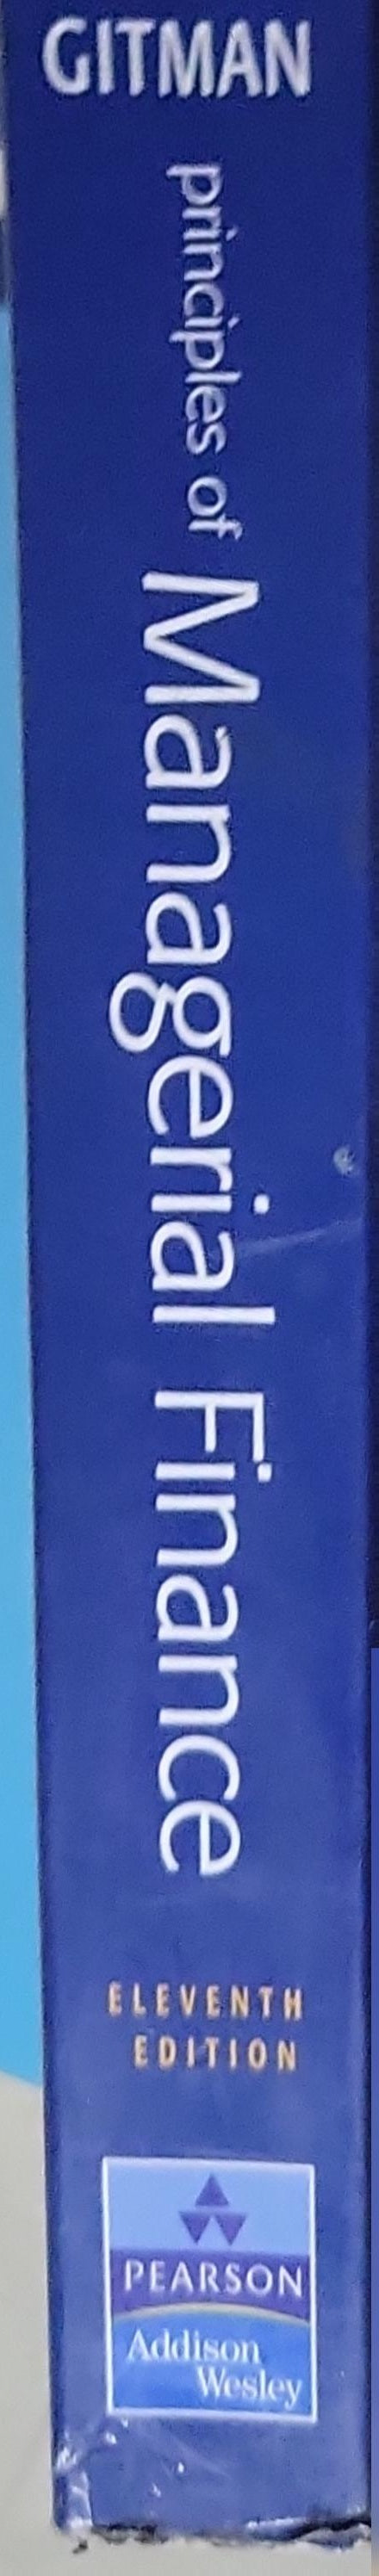 GITMAN
principles of Managerial Finance
ELEVENTH
EDITION
PEARSON
Addison
Wesley